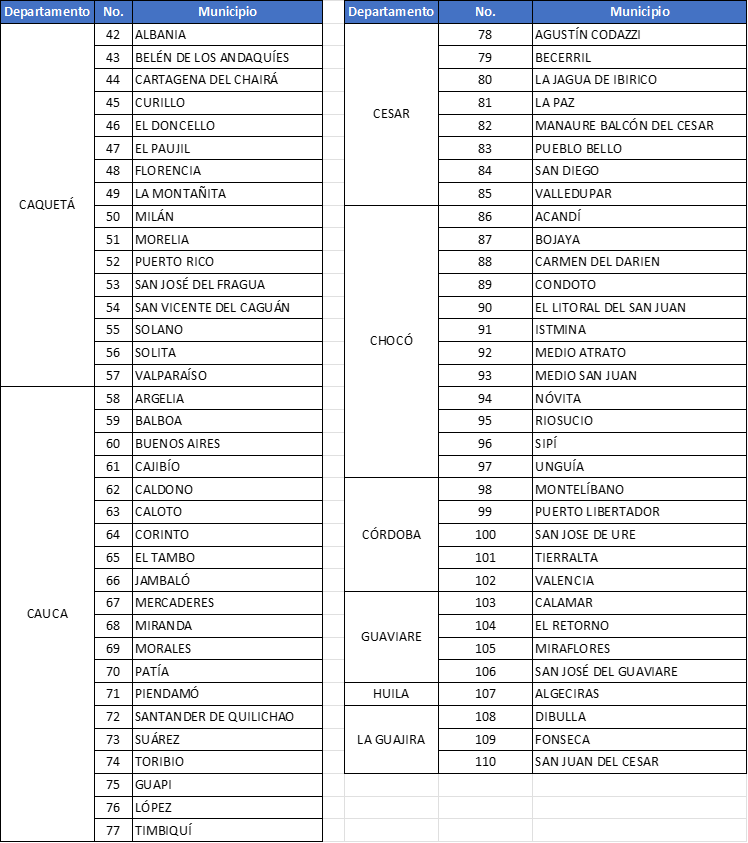 Departamento No. Municipio
CAQUETÁ
42 ALBANIA
43 BELÉN DE LOS ANDAQUÍES
44 CARTAGENA DEL CHAIRÁ
45 CURILLO
46 EL DONCELLO
47 EL PAUJIL
48 FLORENCIA
49 LA MONTAÑITA
50 MILÁN
51 MORELIA
52 PUERTO RICO
53 SAN JOSÉ DEL FRAGUA
54 SAN VICENTE DEL CAGUÁN
55 SOLANO
56 SOLITA
57 VALPARAÍSO
CAUCA
58 ARGELIA
59 BALBOA
60 BUENOS AIRES
61 CAJIBÍO
62 CALDONO
63 CALOTO
64 CORINTO
65 EL TAMBO
66 JAMBALÓ
67 MERCADERES
68 MIRANDA
69 MORALES
70 PATÍA
71 PIENDAMÓ
72 SANTANDER DE QUILICHAO
73 SUÁREZ
74 TORIBIO
75 GUAPI
76 LÓPEZ
77 TIMBIQUÍ
Departamento No. Municipio
CESAR
78 AGUSTÍN CODAZZI
79 BECERRIL
80 LA JAGUA DE IBIRICO
81 LA PAZ
82 MANAURE BALCÓN DEL CESAR
83 PUEBLO BELLO
84 SAN DIEGO
85 VALLEDUPAR
CHOCÓ
86 ACANDÍ
87 BOJAYA
88 CARMEN DEL DARIEN
89 CONDOTO
90 EL LITORAL DEL SAN JUAN
91 ISTMINA
92 MEDIO ATRATO
93 MEDIO SAN JUAN
94 NÓVITA
95 RIOSUCIO
96 SIPÍ
97 UNGUÍA
CÓRDOBA
98 MONTELÍBANO
99 PUERTO LIBERTADOR
100 SAN JOSE DE URE
101 TIERRALTA
102 VALENCIA
GUAVIARE
103 CALAMAR
104 EL RETORNO
105 MIRAFLORES
106 SAN JOSÉ DEL GUAVIARE
HUILA 107 ALGECIRAS
LA GUAJIRA
108 DIBULLA
109 FONSECA
110 SAN JUAN DEL CESAR